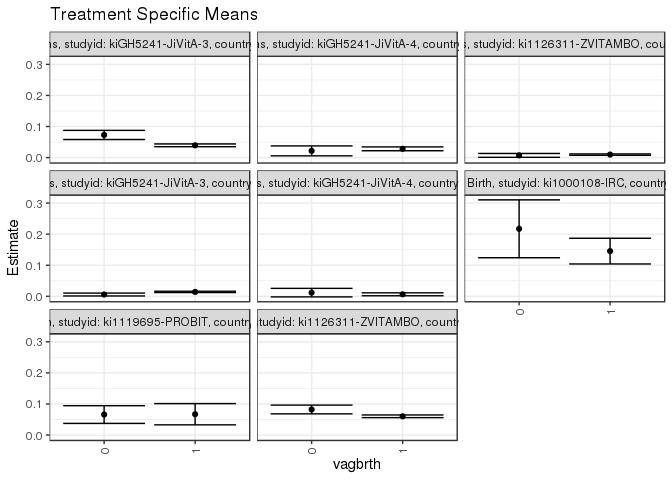 Treatment Specific Means
s, studyid: kiGH5241-JiVitA-3, country
s, studyid: kiGH5241-JiVitA-4, country
s, studyid: ki1126311-ZVITAMBO, cou
0.3
0.2
0.1
0.0
s, studyid: kiGH5241-JiVitA-3, country
s, studyid: kiGH5241-JiVitA-4, country
Birth, studyid: ki1000108-IRC, country
0.3
0.2
0.1
0.0
Estimate
0
1
, studyid: ki1119695-PROBIT, country
tudyid: ki1126311-ZVITAMBO, count
0.3
0.2
0.1
0.0
0
1
0
1
vagbrth